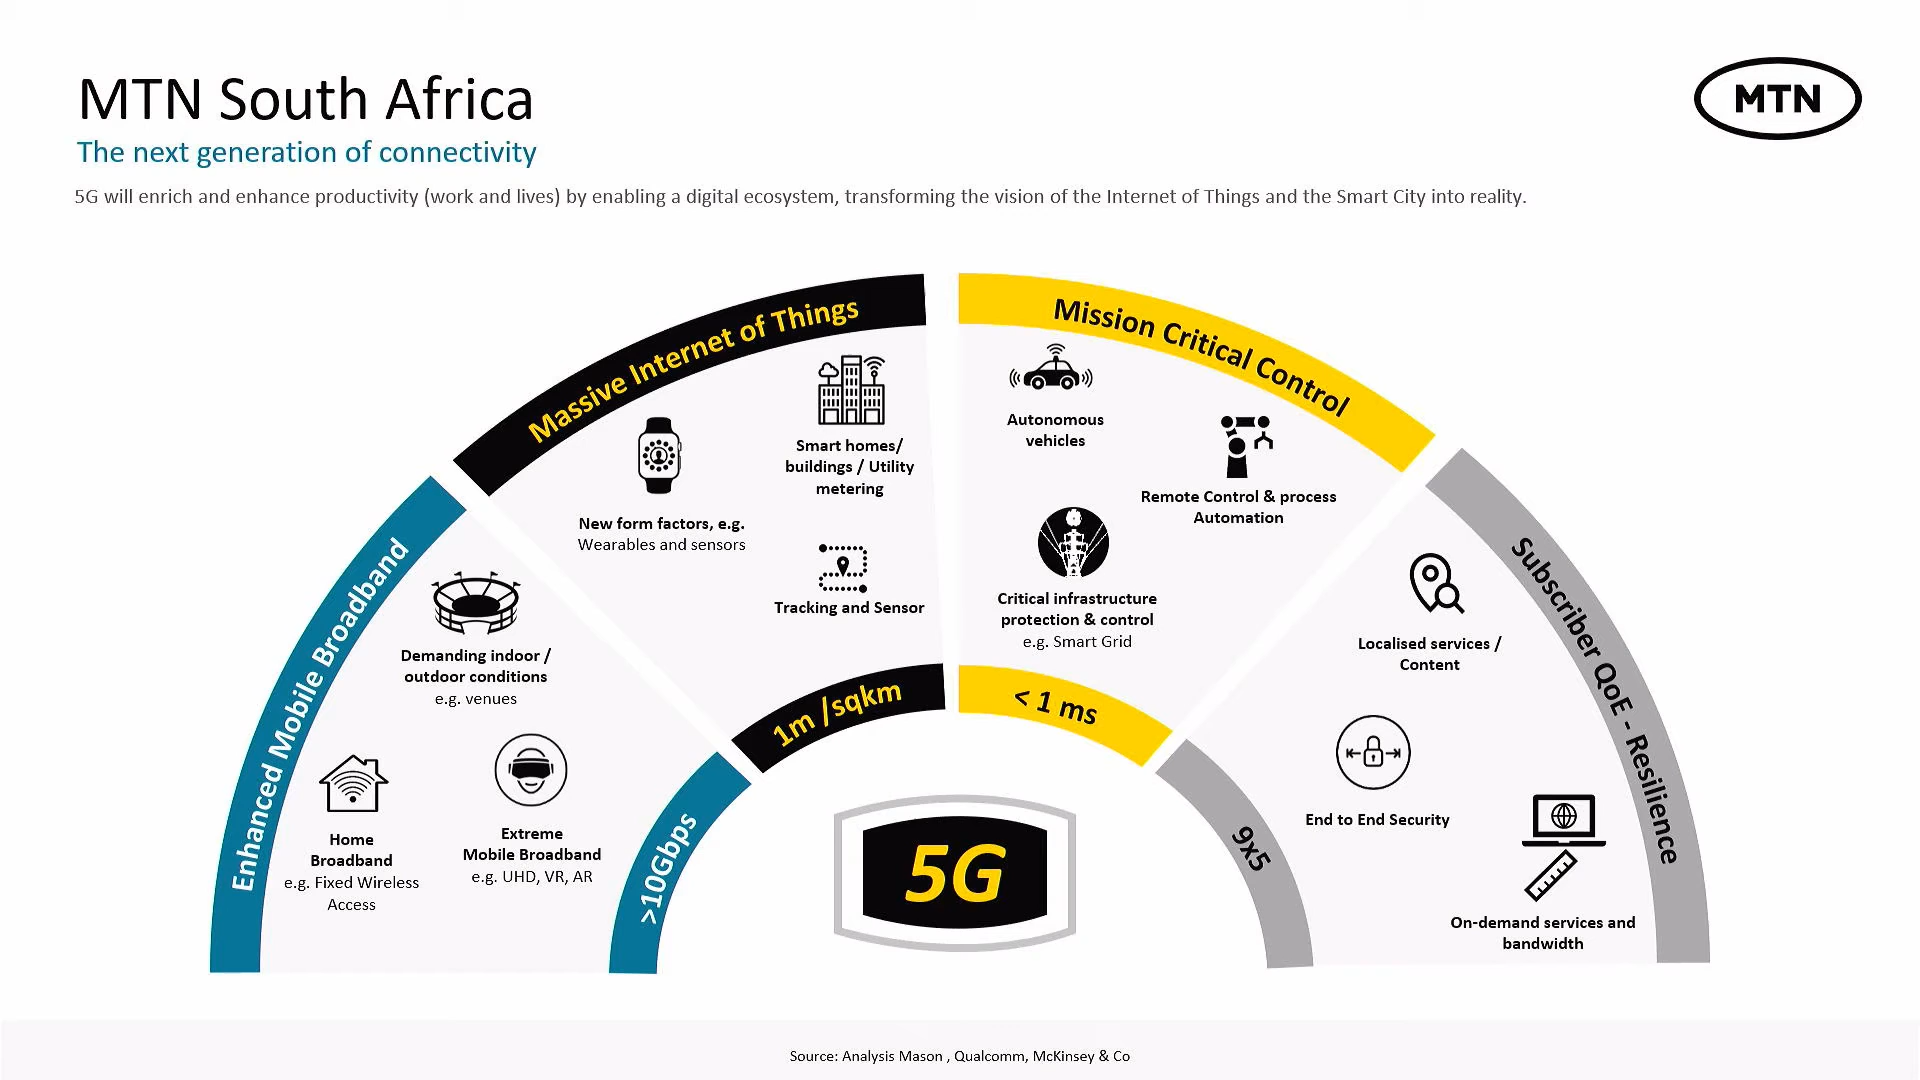 MTN South Africa
The next generation of connectivity
5G will enrich and enhance productivity (work and lives) by enabling a digital ecosystem, transforming the vision of the Internet of Things and the Smart City into reality.
MTN
Enhanced Mobile Broadband
Demanding indoor /
outdoor conditions
e.g. venues
Home
Broadband
e.g. Fixed Wireless
Access
Extreme
Mobile Broadband
e.g. UHD, VR, AR
>10Gbps
Massive Internet of Things
New form factors, e.g.
Wearables and sensors
Smart homes/
buildings / Utility
metering
Tracking and Sensor
1m /sqkm
Mission Critical Control
Autonomous
vehicles
Remote Control & process
Automation
Critical infrastructure
protection & control
e.g. Smart Grid
< 1 ms
Subscriber QoE - Resilience
Localised services /
Content
End to End Security
On-demand services and
bandwidth
9x5
5G
Source: Analysis Mason , Qualcomm, McKinsey & Co